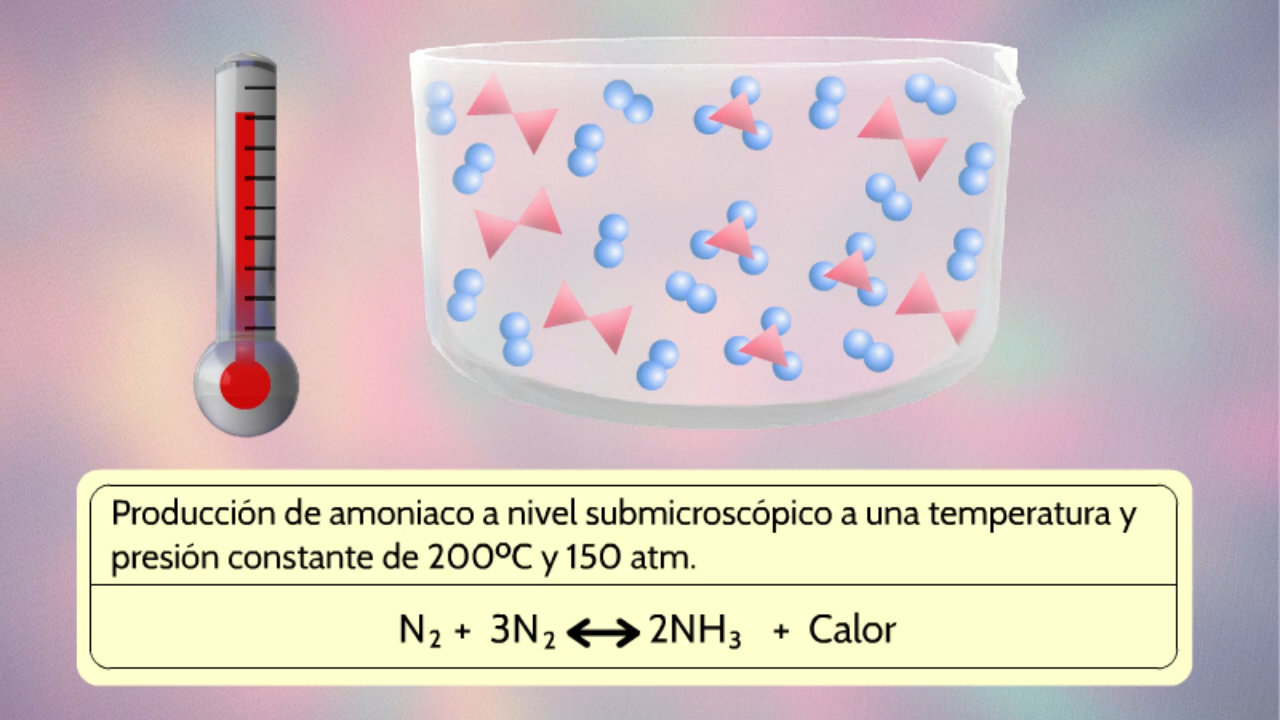 Producción de amoniaco a nivel submicroscópico a una temperatura y
presión constante de 200ºC y 150 atm.
N₂ + 3N₂ ⟷ 2NH₃ + Calor